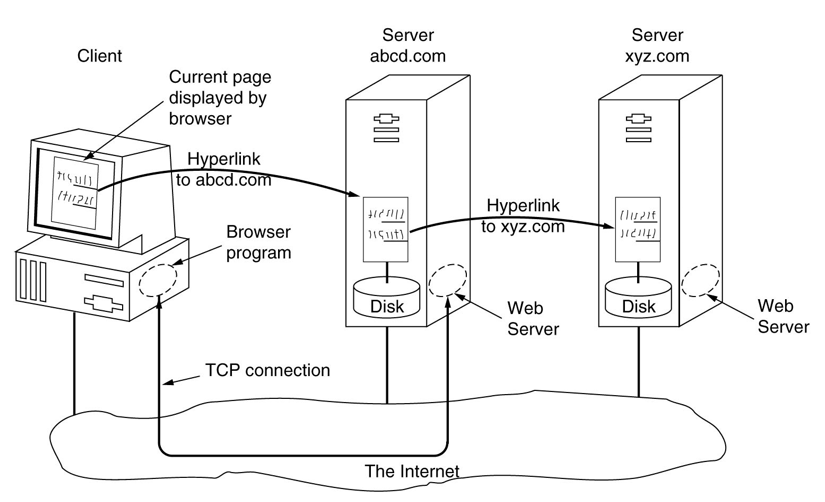 Client
Server
abcd.com
Server
xyz.com
Current page
displayed by
browser
Hyperlink
to abcd.com
Hyperlink
to xyz.com
Browser
program
Disk
Web
Server
Disk
Web
Server
TCP connection
The Internet